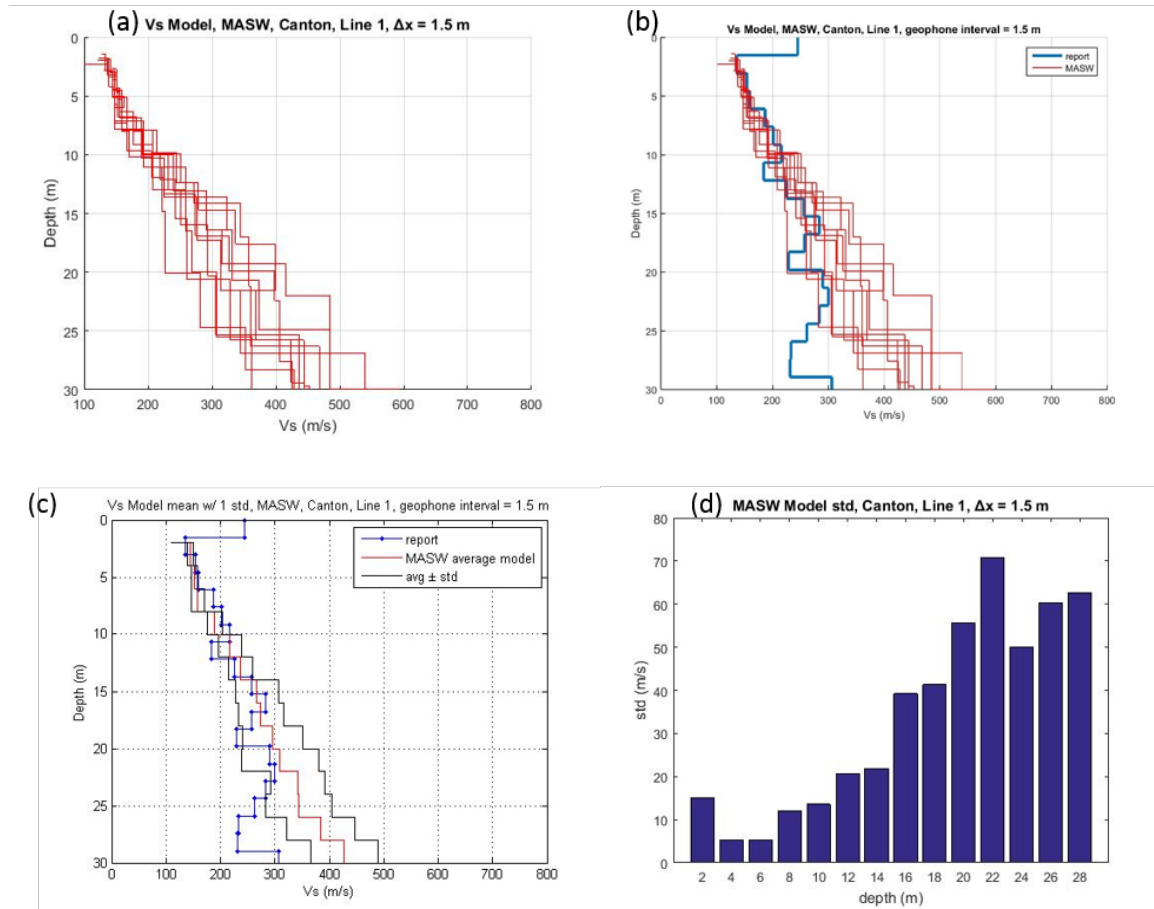 (a)
Vs Model, MASW, Canton, Line 1, Δx = 1.5 m
Depth (m)
0
5
10
15
20
25
30
100 200 300 400 500 600 700 800
Vs (m/s)
(b)
Vs Model, MASW, Canton, Line 1, geophone interval = 1.5 m
report
MASW
Depth (m)
0
5
10
15
20
25
30
0 100 200 300 400 500 600 700 800
Vs (m/s)
(c)
Vs Model mean w/ 1 std, MASW, Canton, Line 1, geophone interval = 1.5 m
report
MASW average model
avg ± std
Depth (m)
0
5
10
15
20
25
30
0 100 200 300 400 500 600 700 800
Vs (m/s)
(d)
MASW Model std, Canton, Line 1, Δx = 1.5 m
std (m/s)
80
70
60
50
40
30
20
10
0
2 4 6 8 10 12 14 16 18 20 22 24 26 28
depth (m)